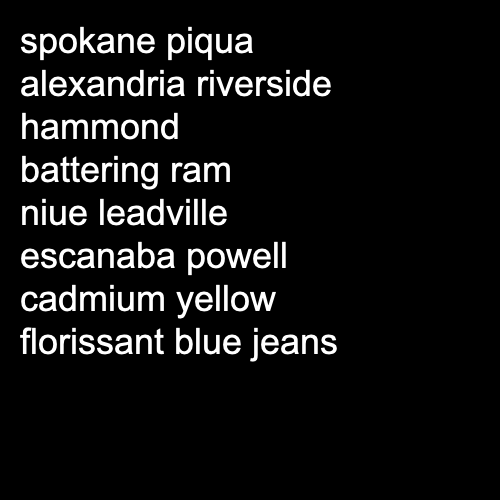 spokane piqua
alexandria riverside
hammond
battering ram
niue leadville
escanaba powell
cadmium yellow
florissant blue jeans